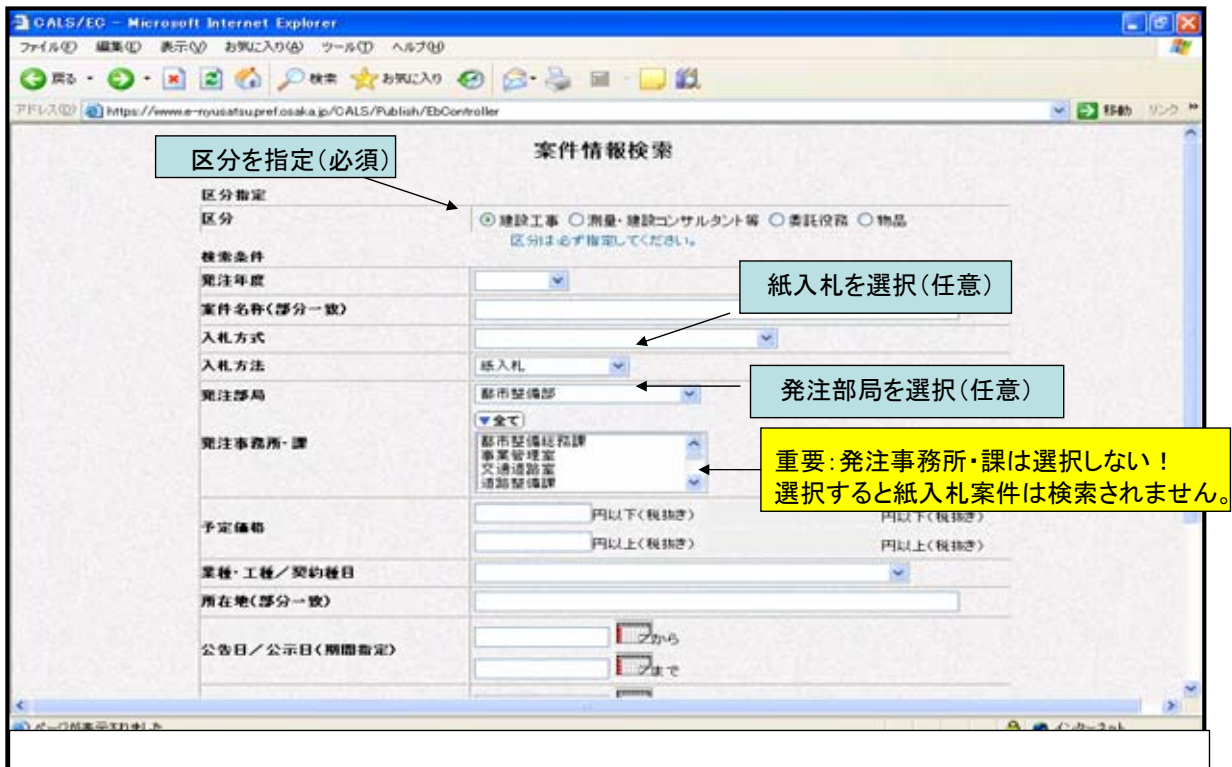 CALS/EC - Microsoft Internet Explorer
ファイル(F) 編集(E) 表示(V) お気に入り(A) ツール(T) ヘルプ(H)
戻る 検索 お気に入り
アドレス(D) https://www.e-nyusatsu.pref.osaka.jp/CALS/Publish/EbController 移動 リンク
案件情報検索
区分を指定(必須)
区分指定
区分 建設工事 測量・建設コンサルタント等 委託役務 物品
区分は必ず指定してください。
検索条件
発注年度
紙入札を選択(任意)
案件名称(部分一致)
入札方式
入札方法 紙入札
発注部局 都市整備部
発注部局を選択(任意)
▼全て
発注事務所・課
都市整備総務課
事業管理室
交通道路室
道路整備課
重要:発注事務所・課は選択しない!
選択すると紙入札案件は検索されません。
予定価格
円以下(税抜き) 円以下(税抜き)
円以上(税抜き) 円以上(税抜き)
業種・工種/契約種目
所在地(部分一致)
公告日/公示日(期間指定)
から
まで
ページが表示されました インターネット